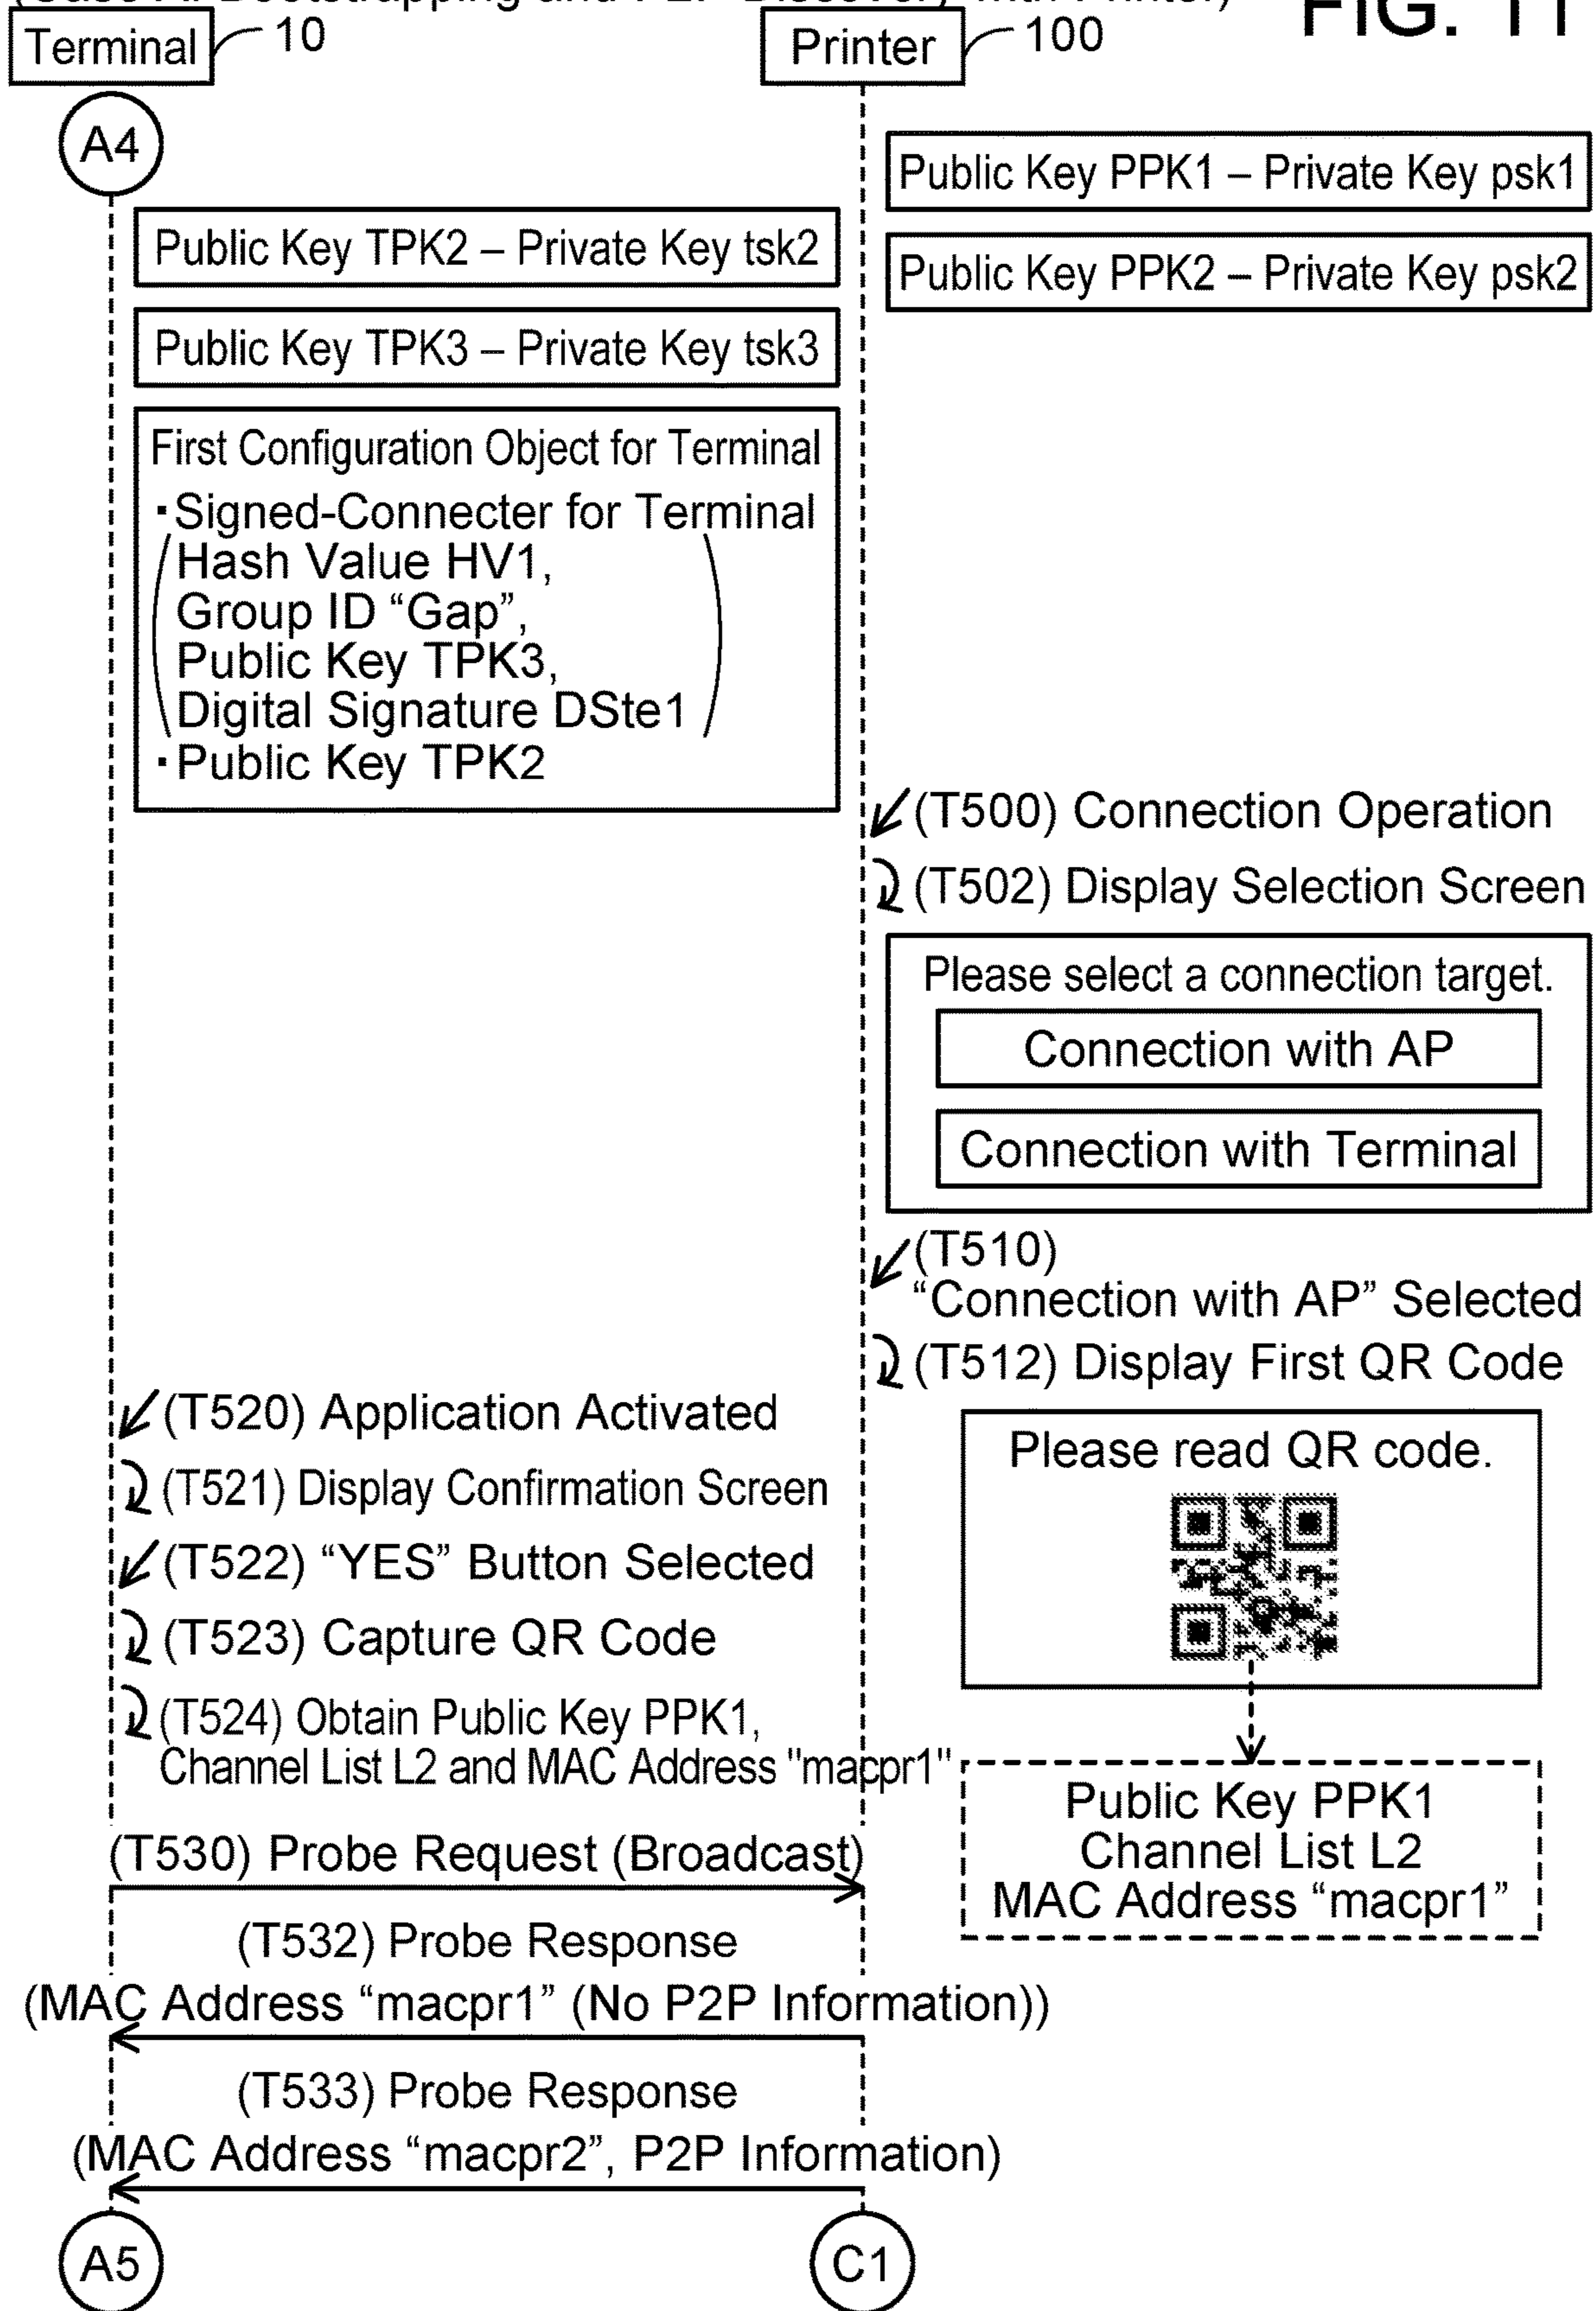 (Case A: Bootstrapping and P2P Discovery with Printer)
FIG. 11
Terminal
10
Printer
100
A4
Public Key PPK1 – Private Key psk1
Public Key TPK2 – Private Key tsk2
Public Key PPK2 – Private Key psk2
Public Key TPK3 – Private Key tsk3
First Configuration Object for Terminal
･Signed-Connecter for Terminal
(Hash Value HV1,
Group ID “Gap”,
Public Key TPK3,
Digital Signature DSte1)
･Public Key TPK2
(T500) Connection Operation
(T502) Display Selection Screen
Please select a connection target.
Connection with AP
Connection with Terminal
(T510)
“Connection with AP” Selected
(T512) Display First QR Code
Please read QR code.
(T520) Application Activated
(T521) Display Confirmation Screen
(T522) “YES” Button Selected
(T523) Capture QR Code
(T524) Obtain Public Key PPK1,
Channel List L2 and MAC Address "macpr1"
Public Key PPK1
Channel List L2
MAC Address “macpr1”
(T530) Probe Request (Broadcast)
(T532) Probe Response
(MAC Address “macpr1” (No P2P Information))
(T533) Probe Response
(MAC Address “macpr2”, P2P Information)
A5
C1